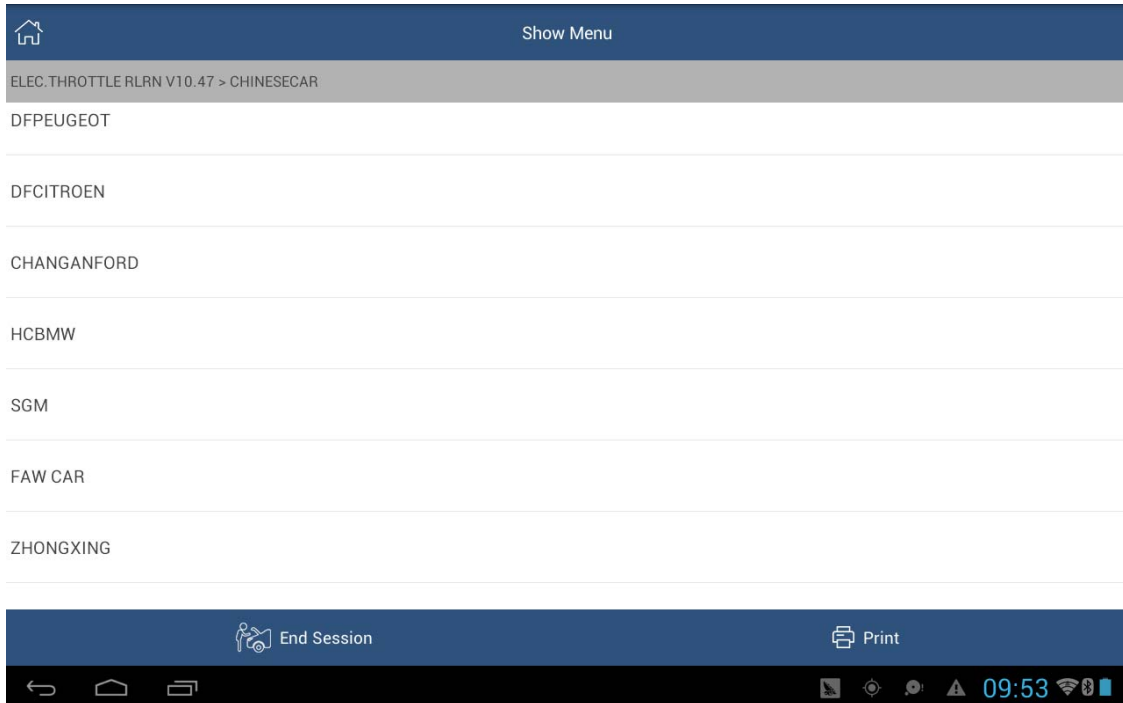 Show Menu
ELEC.THROTTLE RLRN V10.47 > CHINESECAR
DFPEUGEOT
DFCITROEN
CHANGANFORD
HCBMW
SGM
FAW CAR
ZHONGXING
End Session
Print
09:53